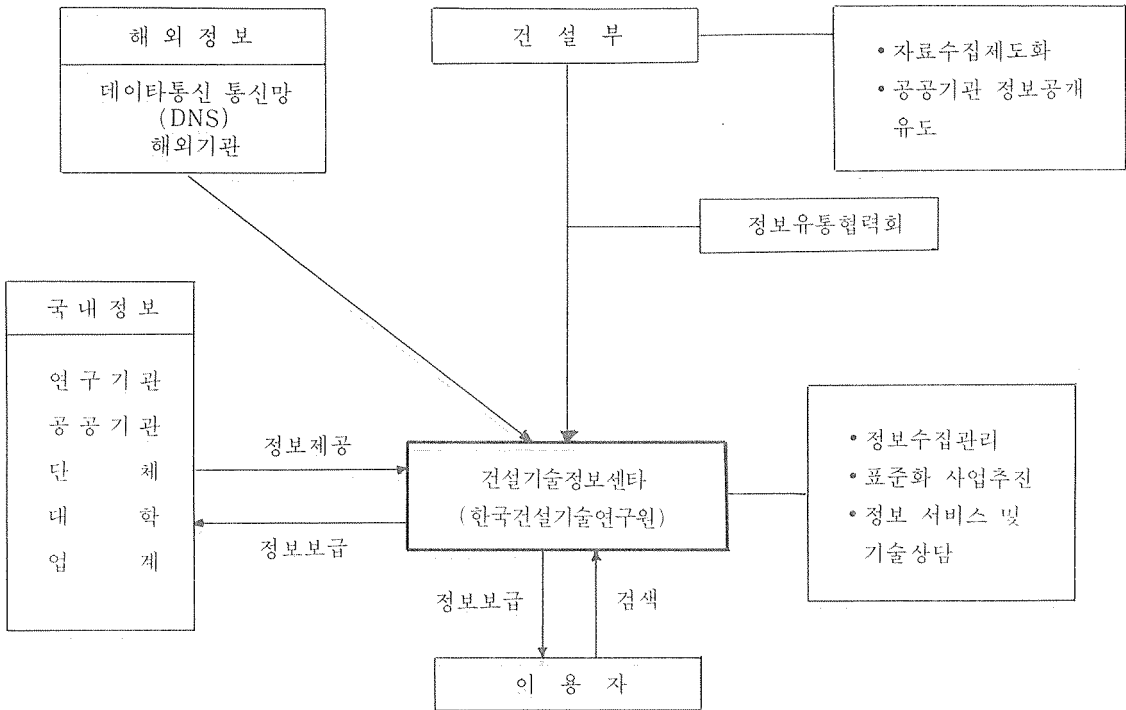 해 외 정 보
데이타통신 통신망
(DNS)
해외기관
건 설 부
• 자료수집제도화
• 공공기관 정보공개
유도
정보유통협력회
국 내 정 보
연 구 기 관
공 공 기 관
단 체
대 학
업 계
정보제공
정보보급
건설기술정보센타
(한국건설기술연구원)
• 정보수집관리
• 표준화 사업추진
• 정보 서비스 및
기술상담
정보보급
검색
이 용 자